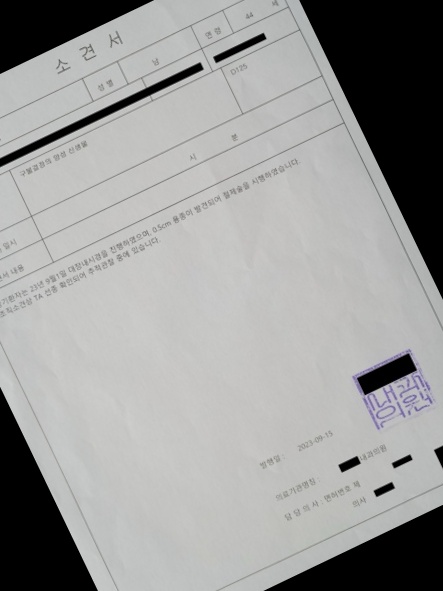 소 견 서
성 별 남 연 령 44 세
구불결장의 양성 신생물 D125
시 분
일시
내용
기환자는 23년 9월1일 대장내시경을 진행하였으며, 0.5cm 용종이 발견되어 절제술을 시행하였습니다.
조직소견상 TA 선종 확인되어 추적관찰 중에 있습니다.
내과
의원
발행일 : 2023-09-15
의료기관명칭 : 내과의원
담 당 의 사 : 면허번호 제
의사